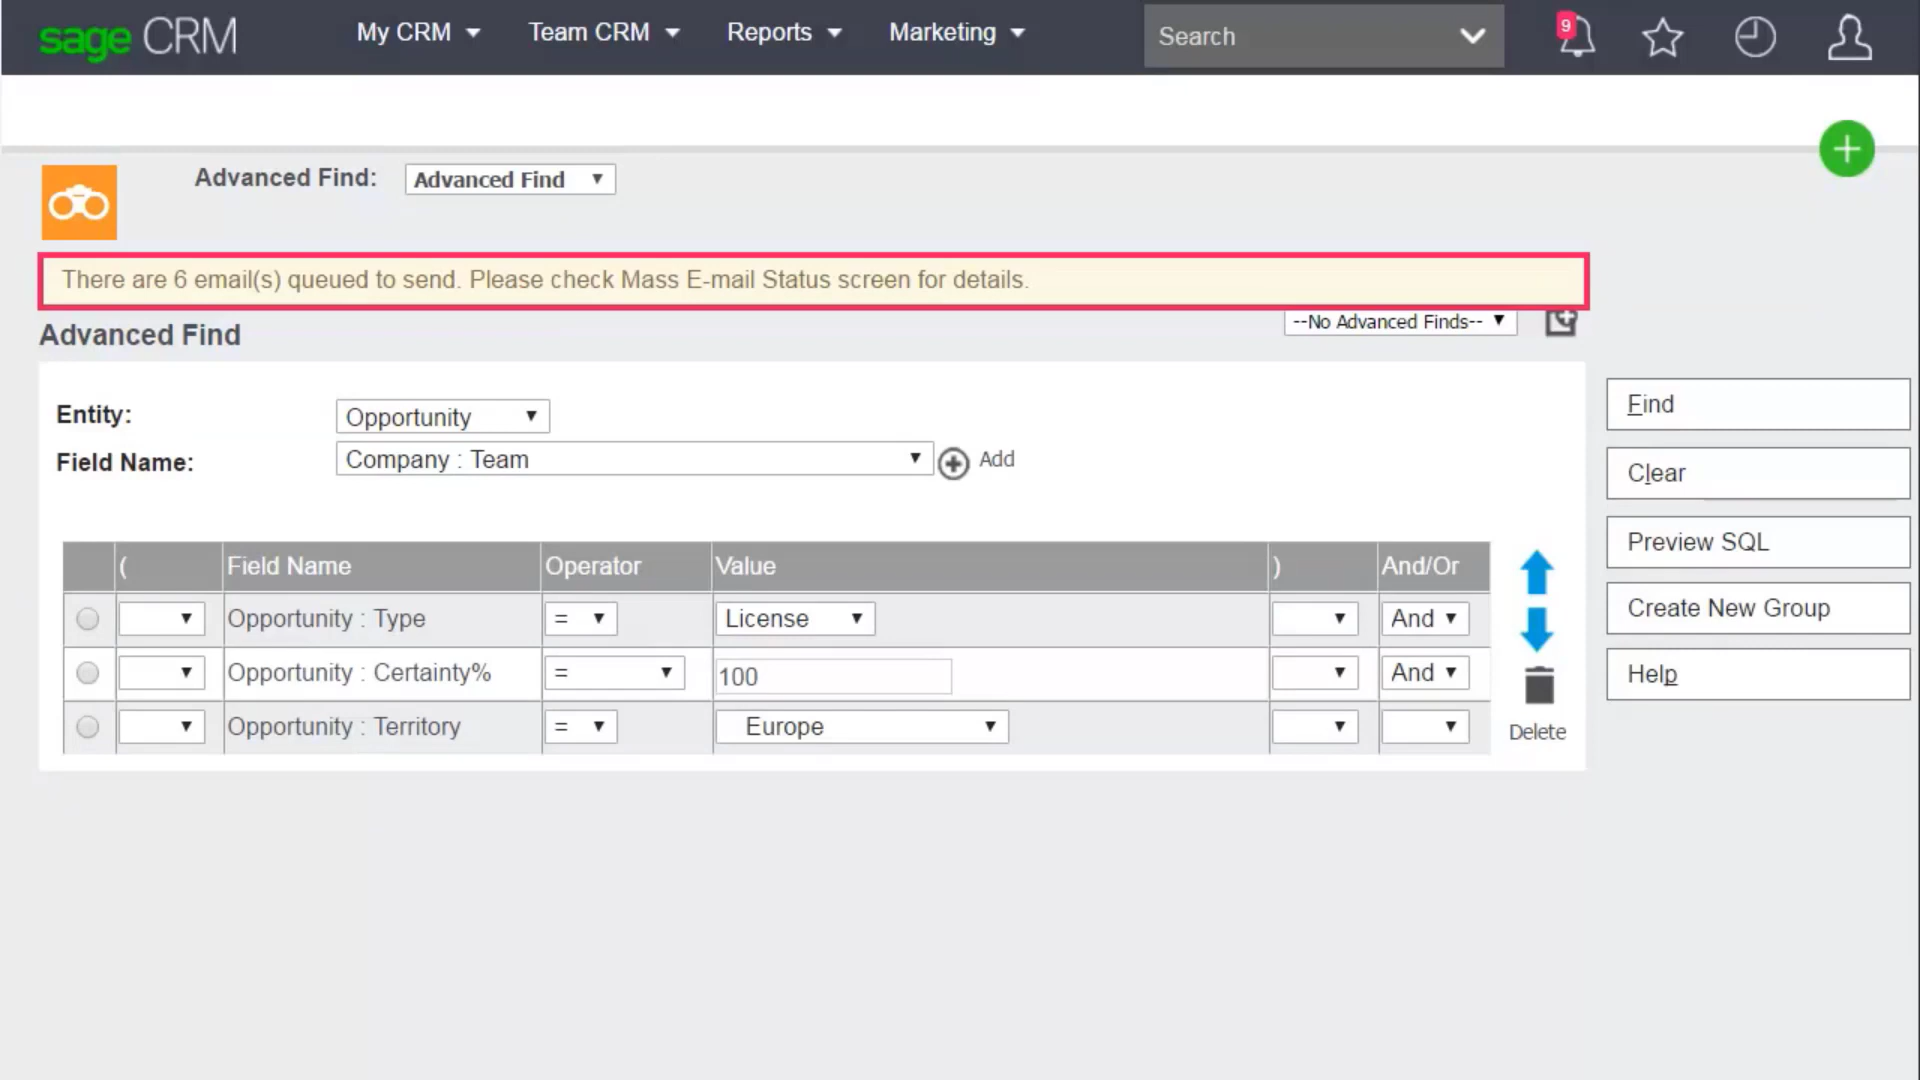 sage CRM
My CRM
Team CRM
Reports
Marketing
Search
9
Advanced Find:
Advanced Find
There are 6 email(s) queued to send. Please check Mass E-mail Status screen for details.
Advanced Find
--No Advanced Finds--
Entity:
Opportunity
Field Name:
Company : Team
Add
( Field Name Operator Value ) And/Or
Opportunity : Type = License And
Opportunity : Certainty% = 100 And
Opportunity : Territory = Europe
Delete
Find
Clear
Preview SQL
Create New Group
Help